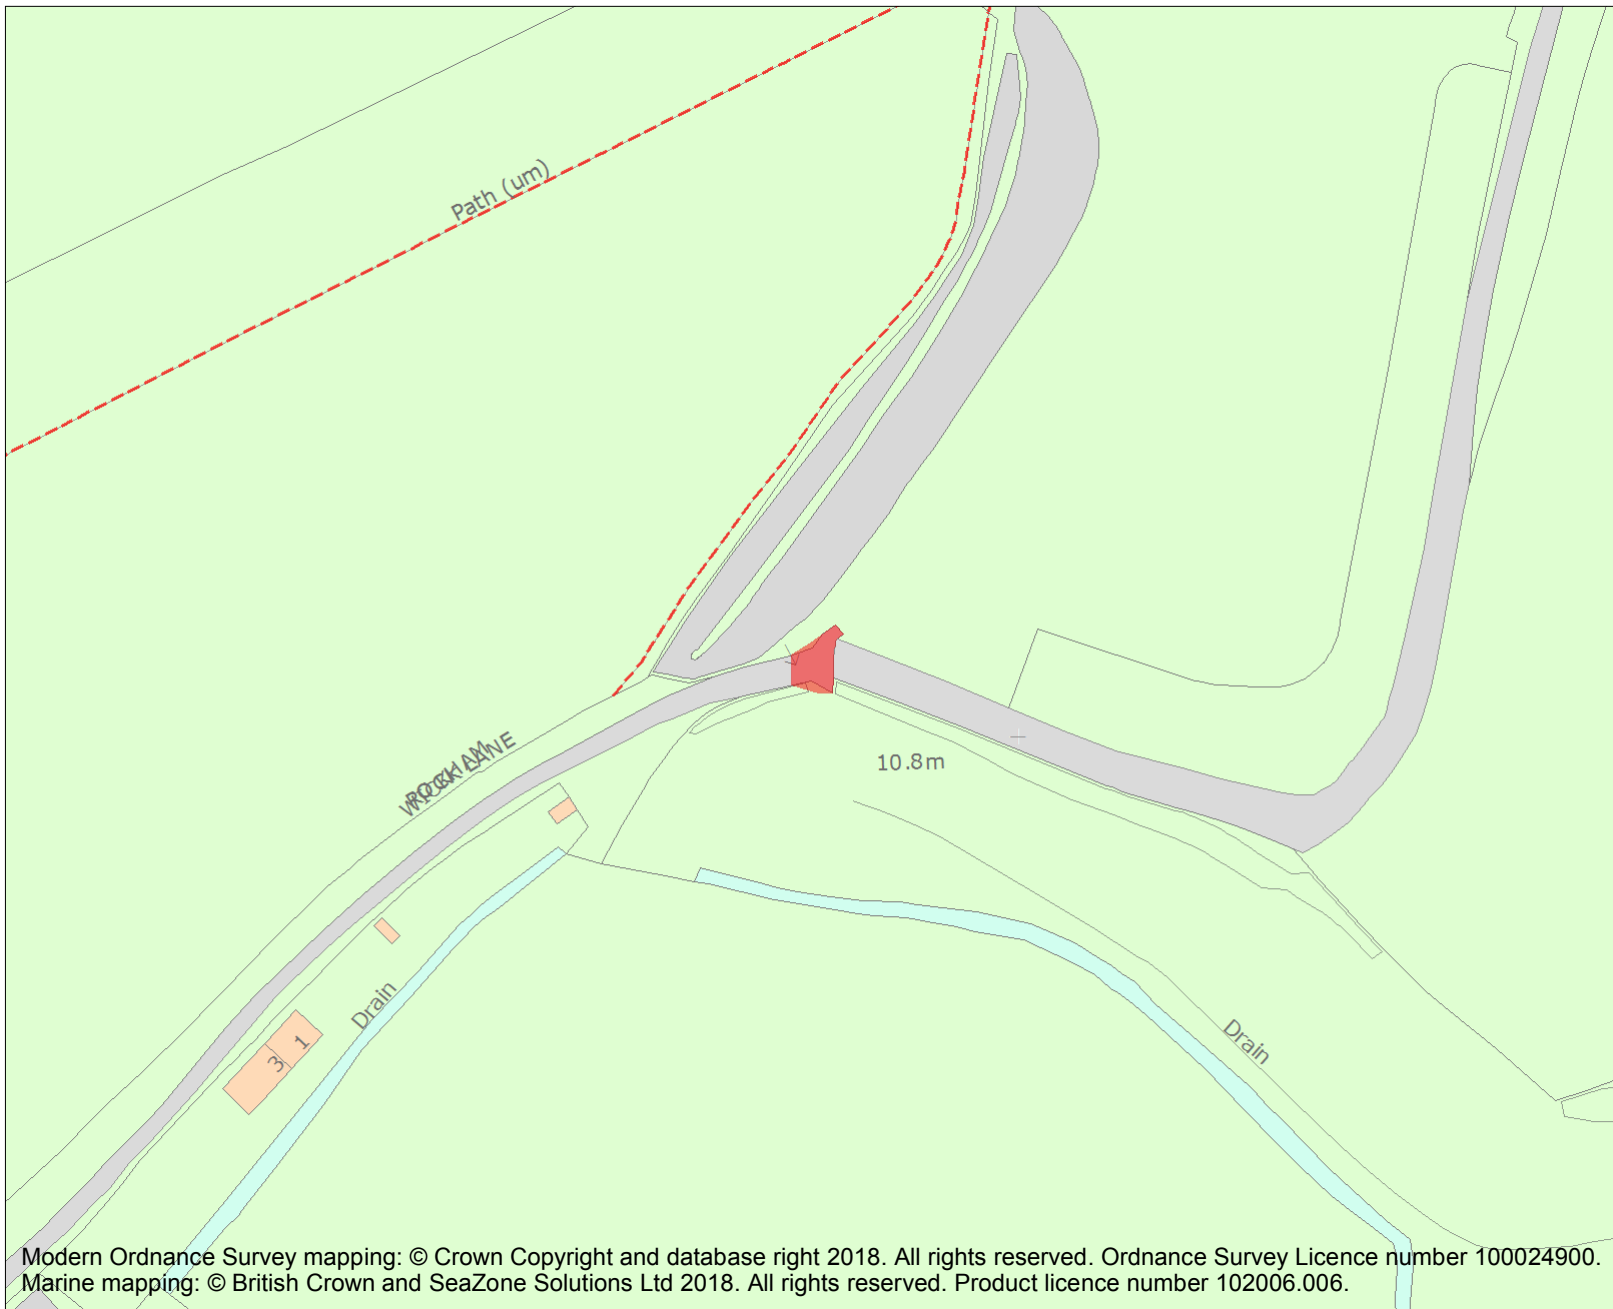 Path (um)
10.8m
Drain
3
1
Drain
Modern Ordnance Survey mapping: © Crown Copyright and database right 2018. All rights reserved. Ordnance Survey Licence number 100024900.
Marine mapping: © British Crown and SeaZone Solutions Ltd 2018. All rights reserved. Product licence number 102006.006.